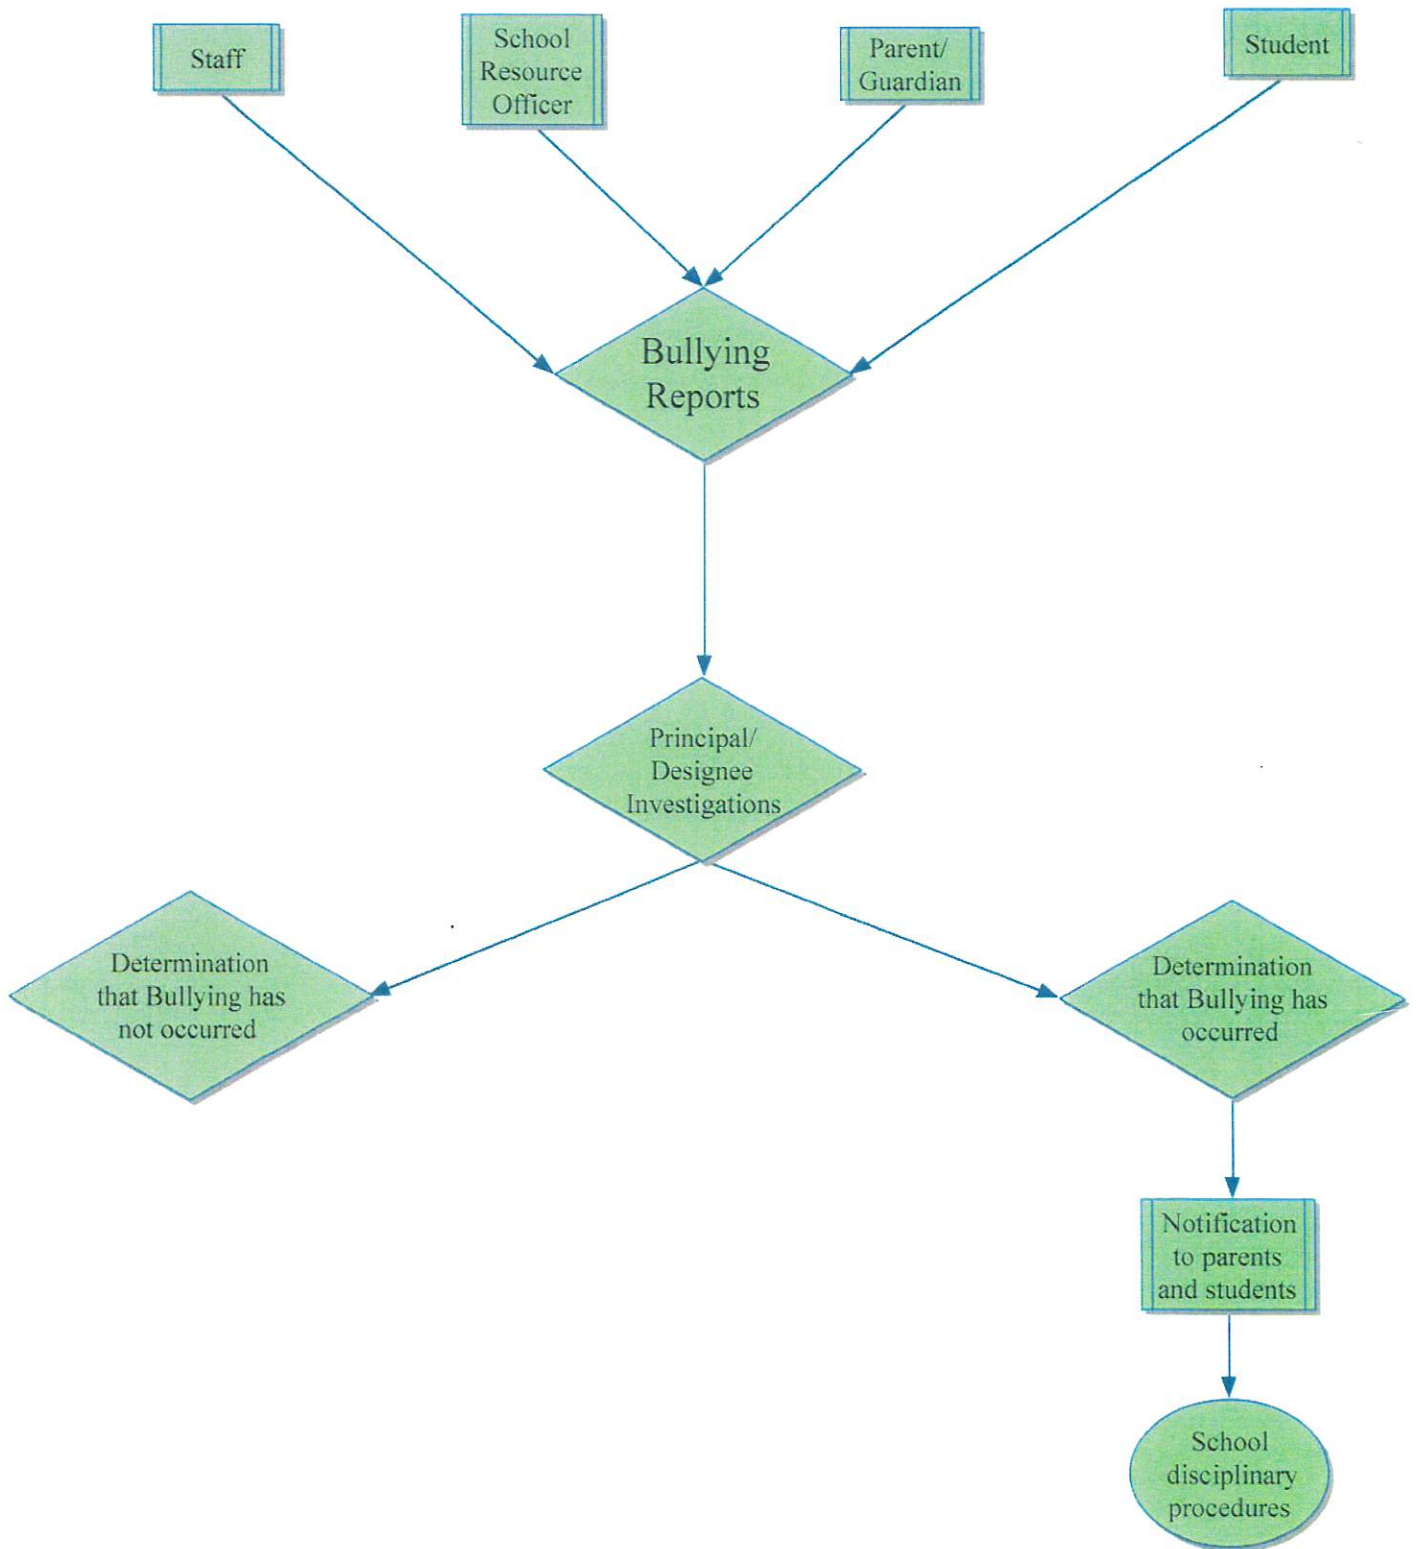 Staff
School
Resource
Officer
Parent/
Guardian
Student
Bullying
Reports
Principal/
Designee
Investigations
Determination
that Bullying has
not occurred
Determination
that Bullying has
occurred
Notification
to parents
and students
School
disciplinary
procedures